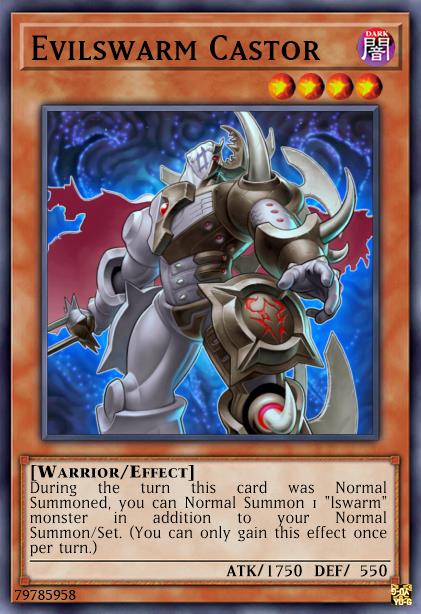 Evilswarm Castor
DARK
闇
[Warrior/Effect]
During the turn this card was Normal
Summoned, you can Normal Summon 1 "lswarm"
monster in addition to your Normal
Summon/Set. (You can only gain this effect once
per turn.)
ATK/1750 DEF/ 550
79785958